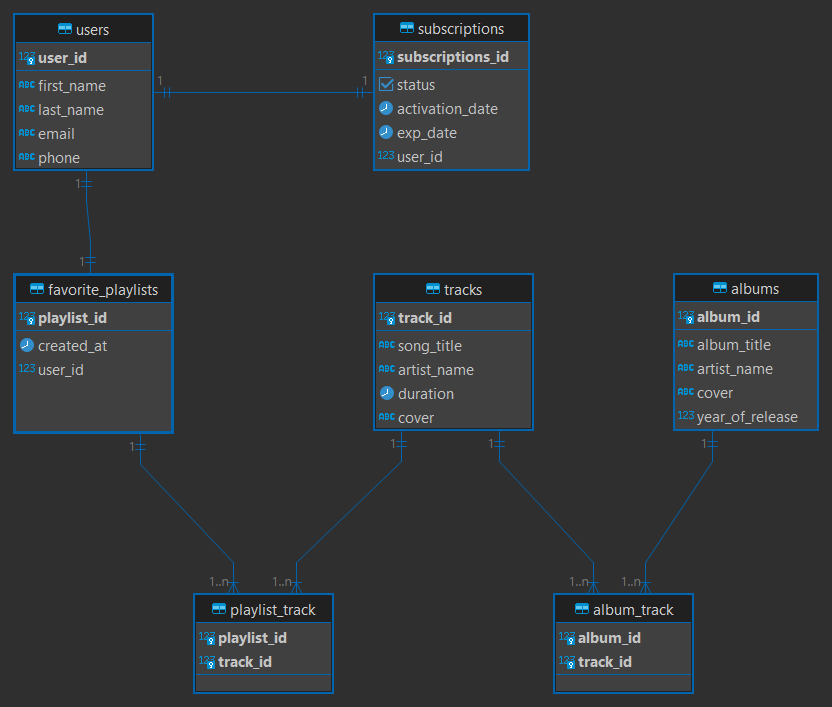 users
123 user_id
ABC first_name
ABC last_name
ABC email
ABC phone
subscriptions
123 subscriptions_id
status
activation_date
exp_date
123 user_id
1
1
1
1
favorite_playlists
123 playlist_id
created_at
123 user_id
tracks
123 track_id
ABC song_title
ABC artist_name
duration
ABC cover
albums
123 album_id
ABC album_title
ABC artist_name
ABC cover
123 year_of_release
1
1
1
1
1..n
1..n
1..n
1..n
playlist_track
123 playlist_id
123 track_id
album_track
123 album_id
123 track_id